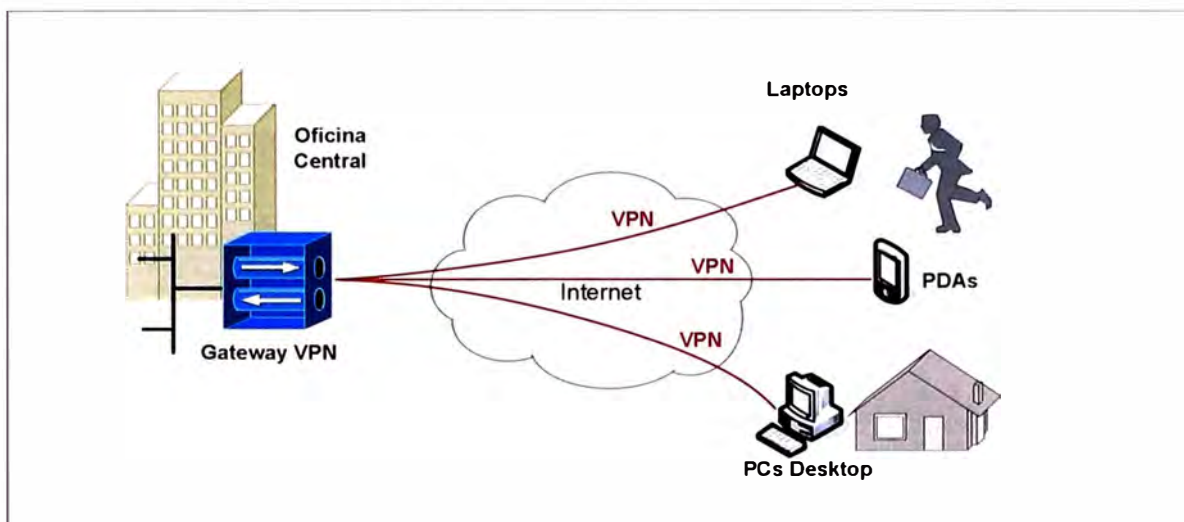 Laptops
Oficina
Central
VPN
VPN
Internet
PDAs
VPN
Gateway VPN
PCs Desktop